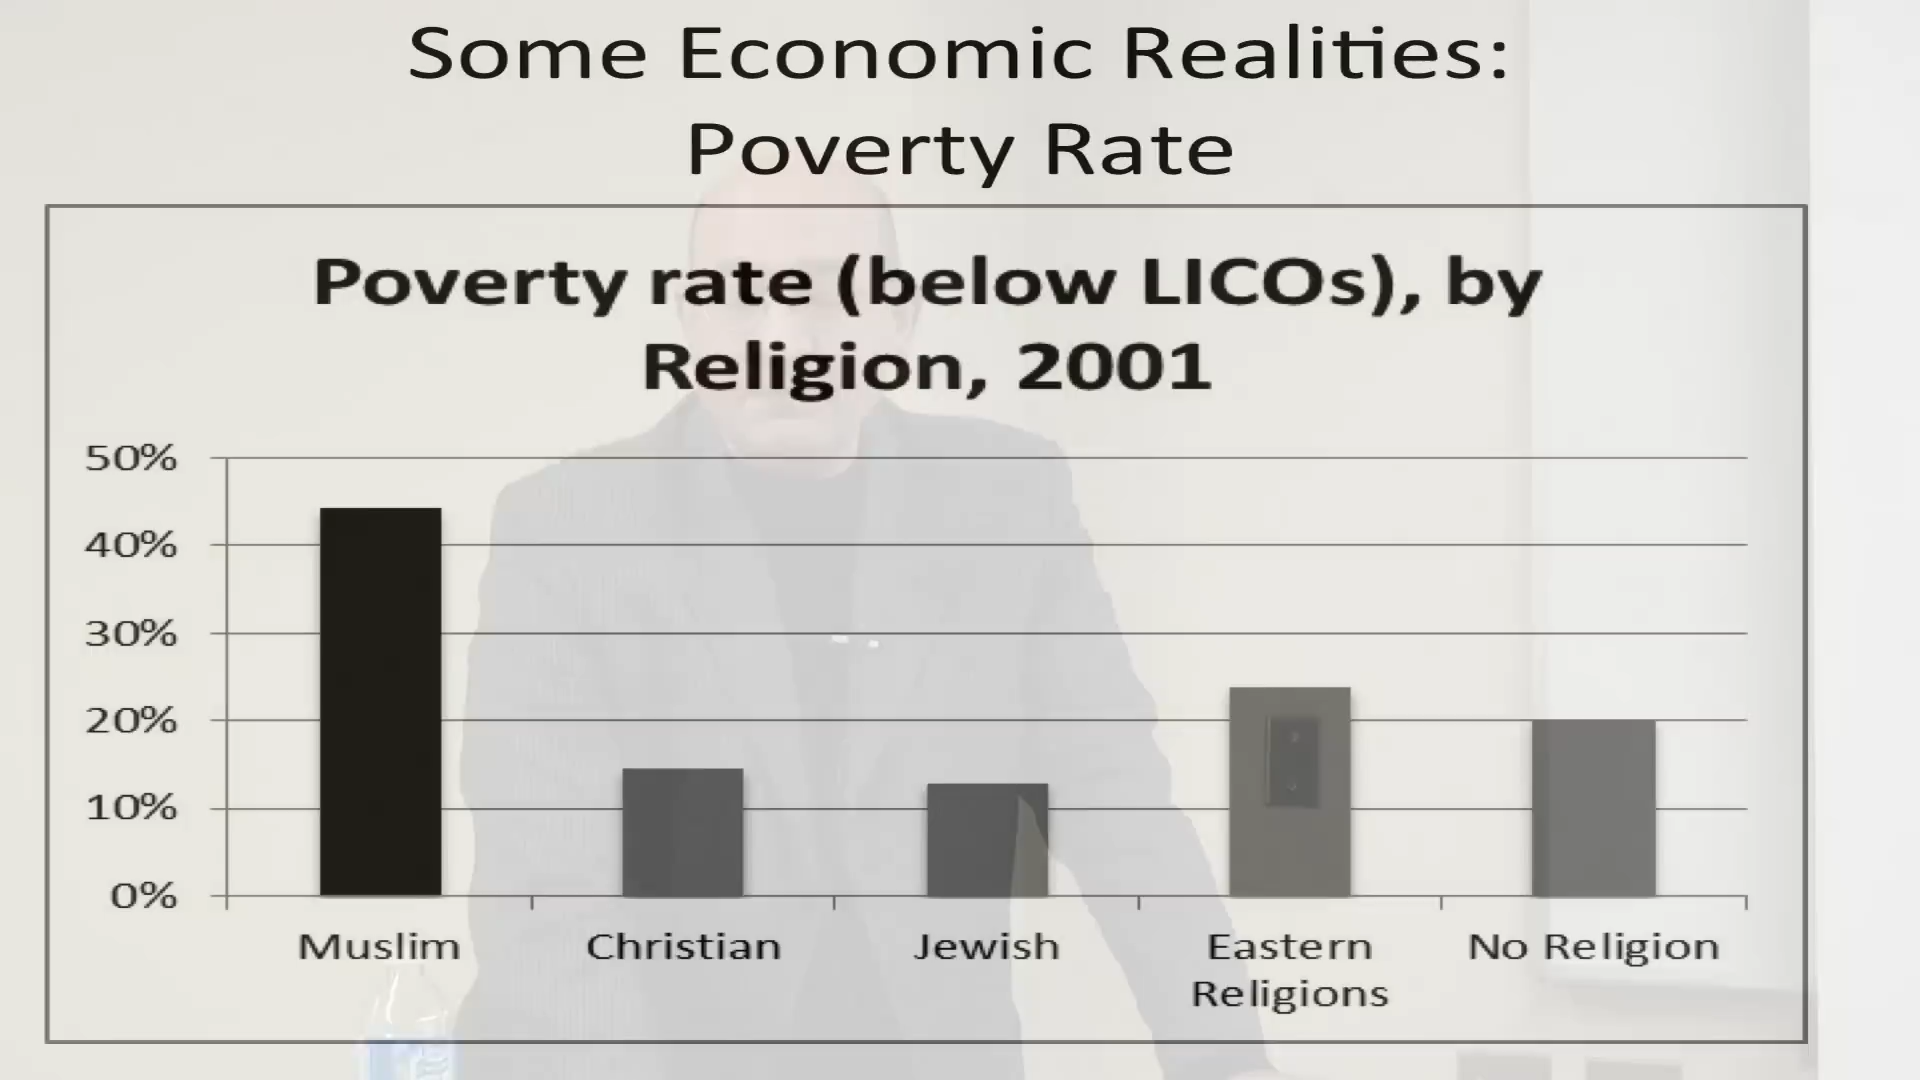 Some Economic Realities:
Poverty Rate
Poverty rate (below LICOs), by
Religion, 2001
50%
40%
30%
20%
10%
0%
Muslim
Christian
Jewish
Eastern
Religions
No Religion